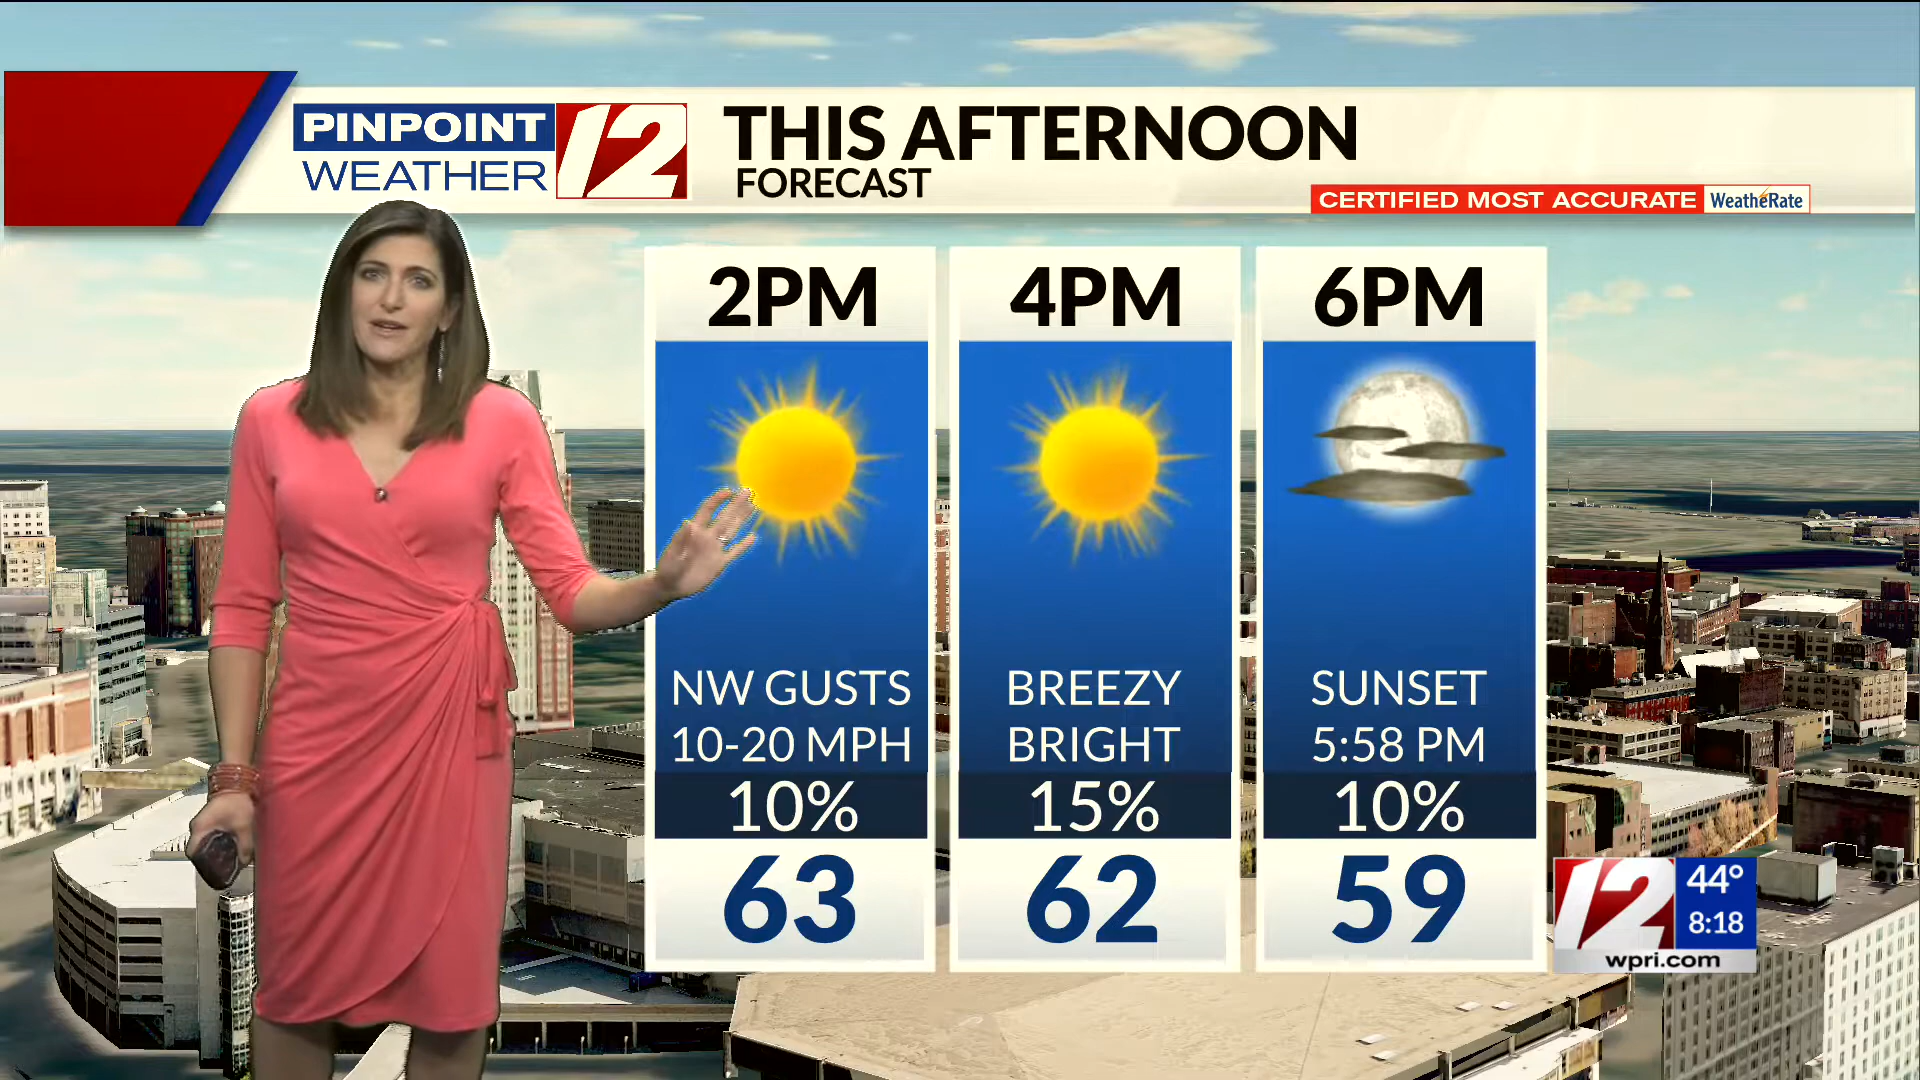 PINPOINT
WEATHER
12
THIS AFTERNOON
FORECAST
CERTIFIED MOST ACCURATE WeatheRate
2PM
NW GUSTS
10-20 MPH
10%
63
4PM
BREEZY
BRIGHT
15%
62
6PM
SUNSET
5:58 PM
10%
59
12
44°
8:18
wpri.com